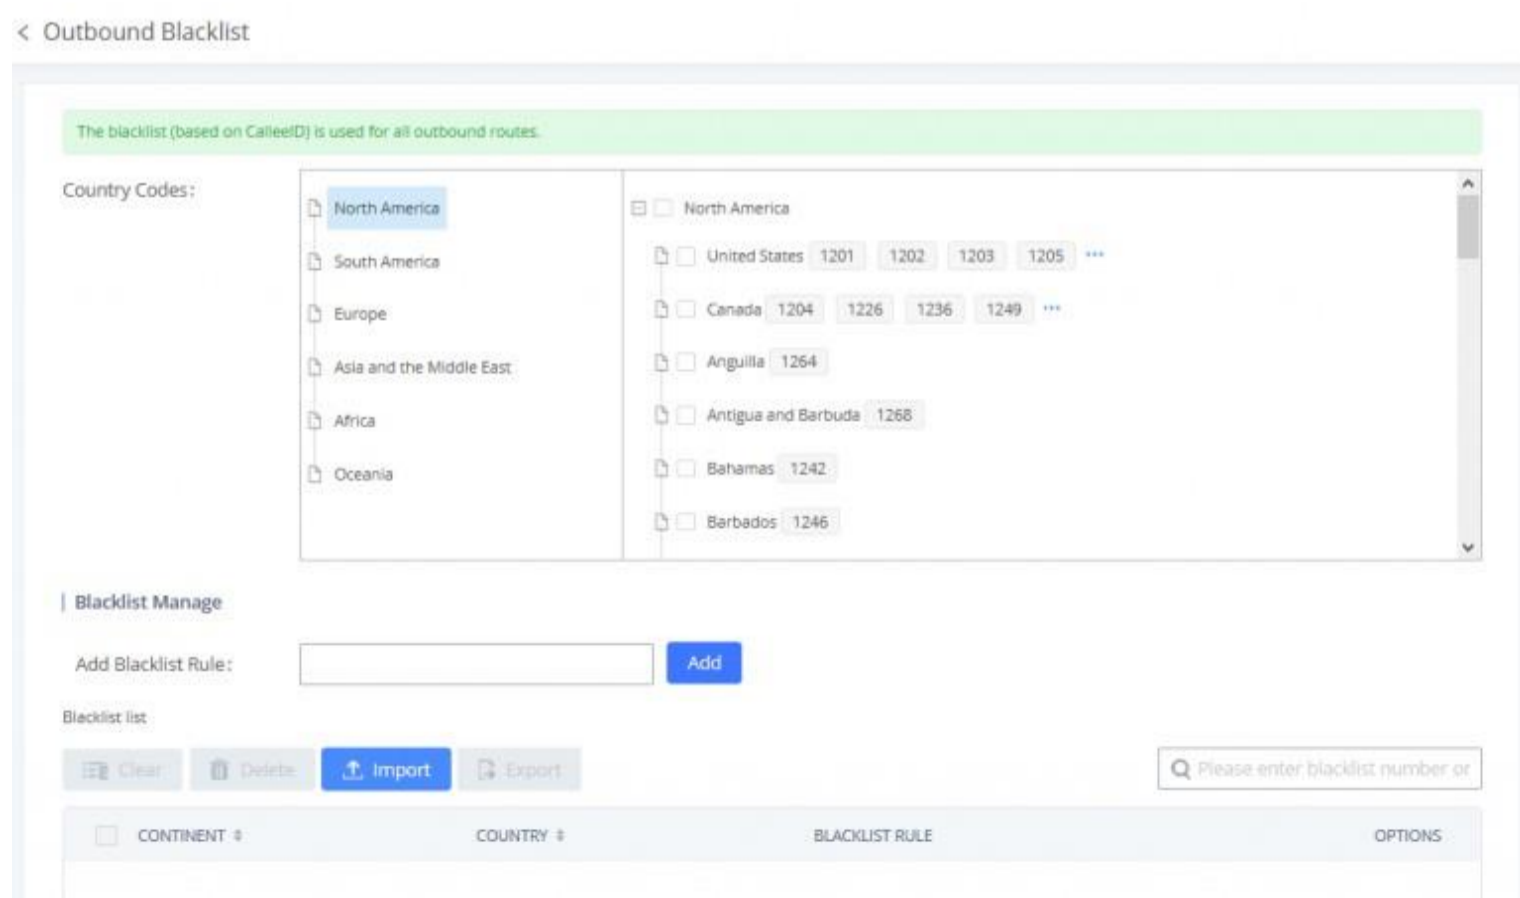 < Outbound Blacklist
The blacklist (based on CalleeID) is used for all outbound routes.
Country Codes:
North America
South America
Europe
Asia and the Middle East
Africa
Oceania
North America
United States 1201 1202 1203 1205 •••
Canada 1204 1226 1236 1249 •••
Anguilla 1264
Antigua and Barbuda 1268
Bahamas 1242
Barbados 1246
Blacklist Manage
Add Blacklist Rule: Add
Blacklist list
Clear Delete Import Export Please enter blacklist number or
CONTINENT COUNTRY BLACKLIST RULE OPTIONS